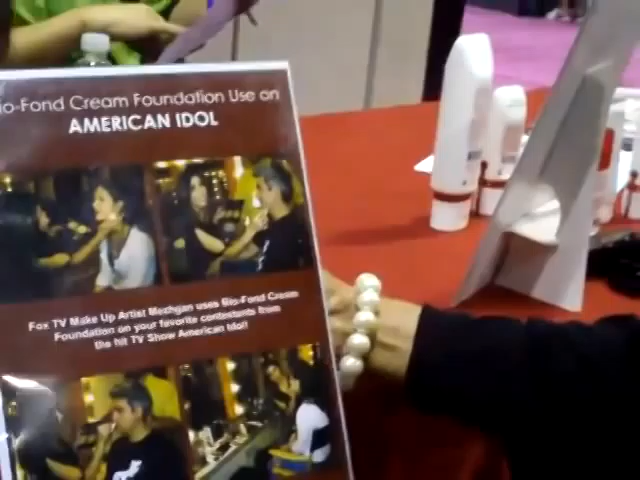 io-Fond Cream Foundation Use on
AMERICAN IDOL
Fox TV Make Up Artist Mezhgan uses Bio-Fond Cream
Foundation on your favorite contestants from
the hit TV Show American Idol!